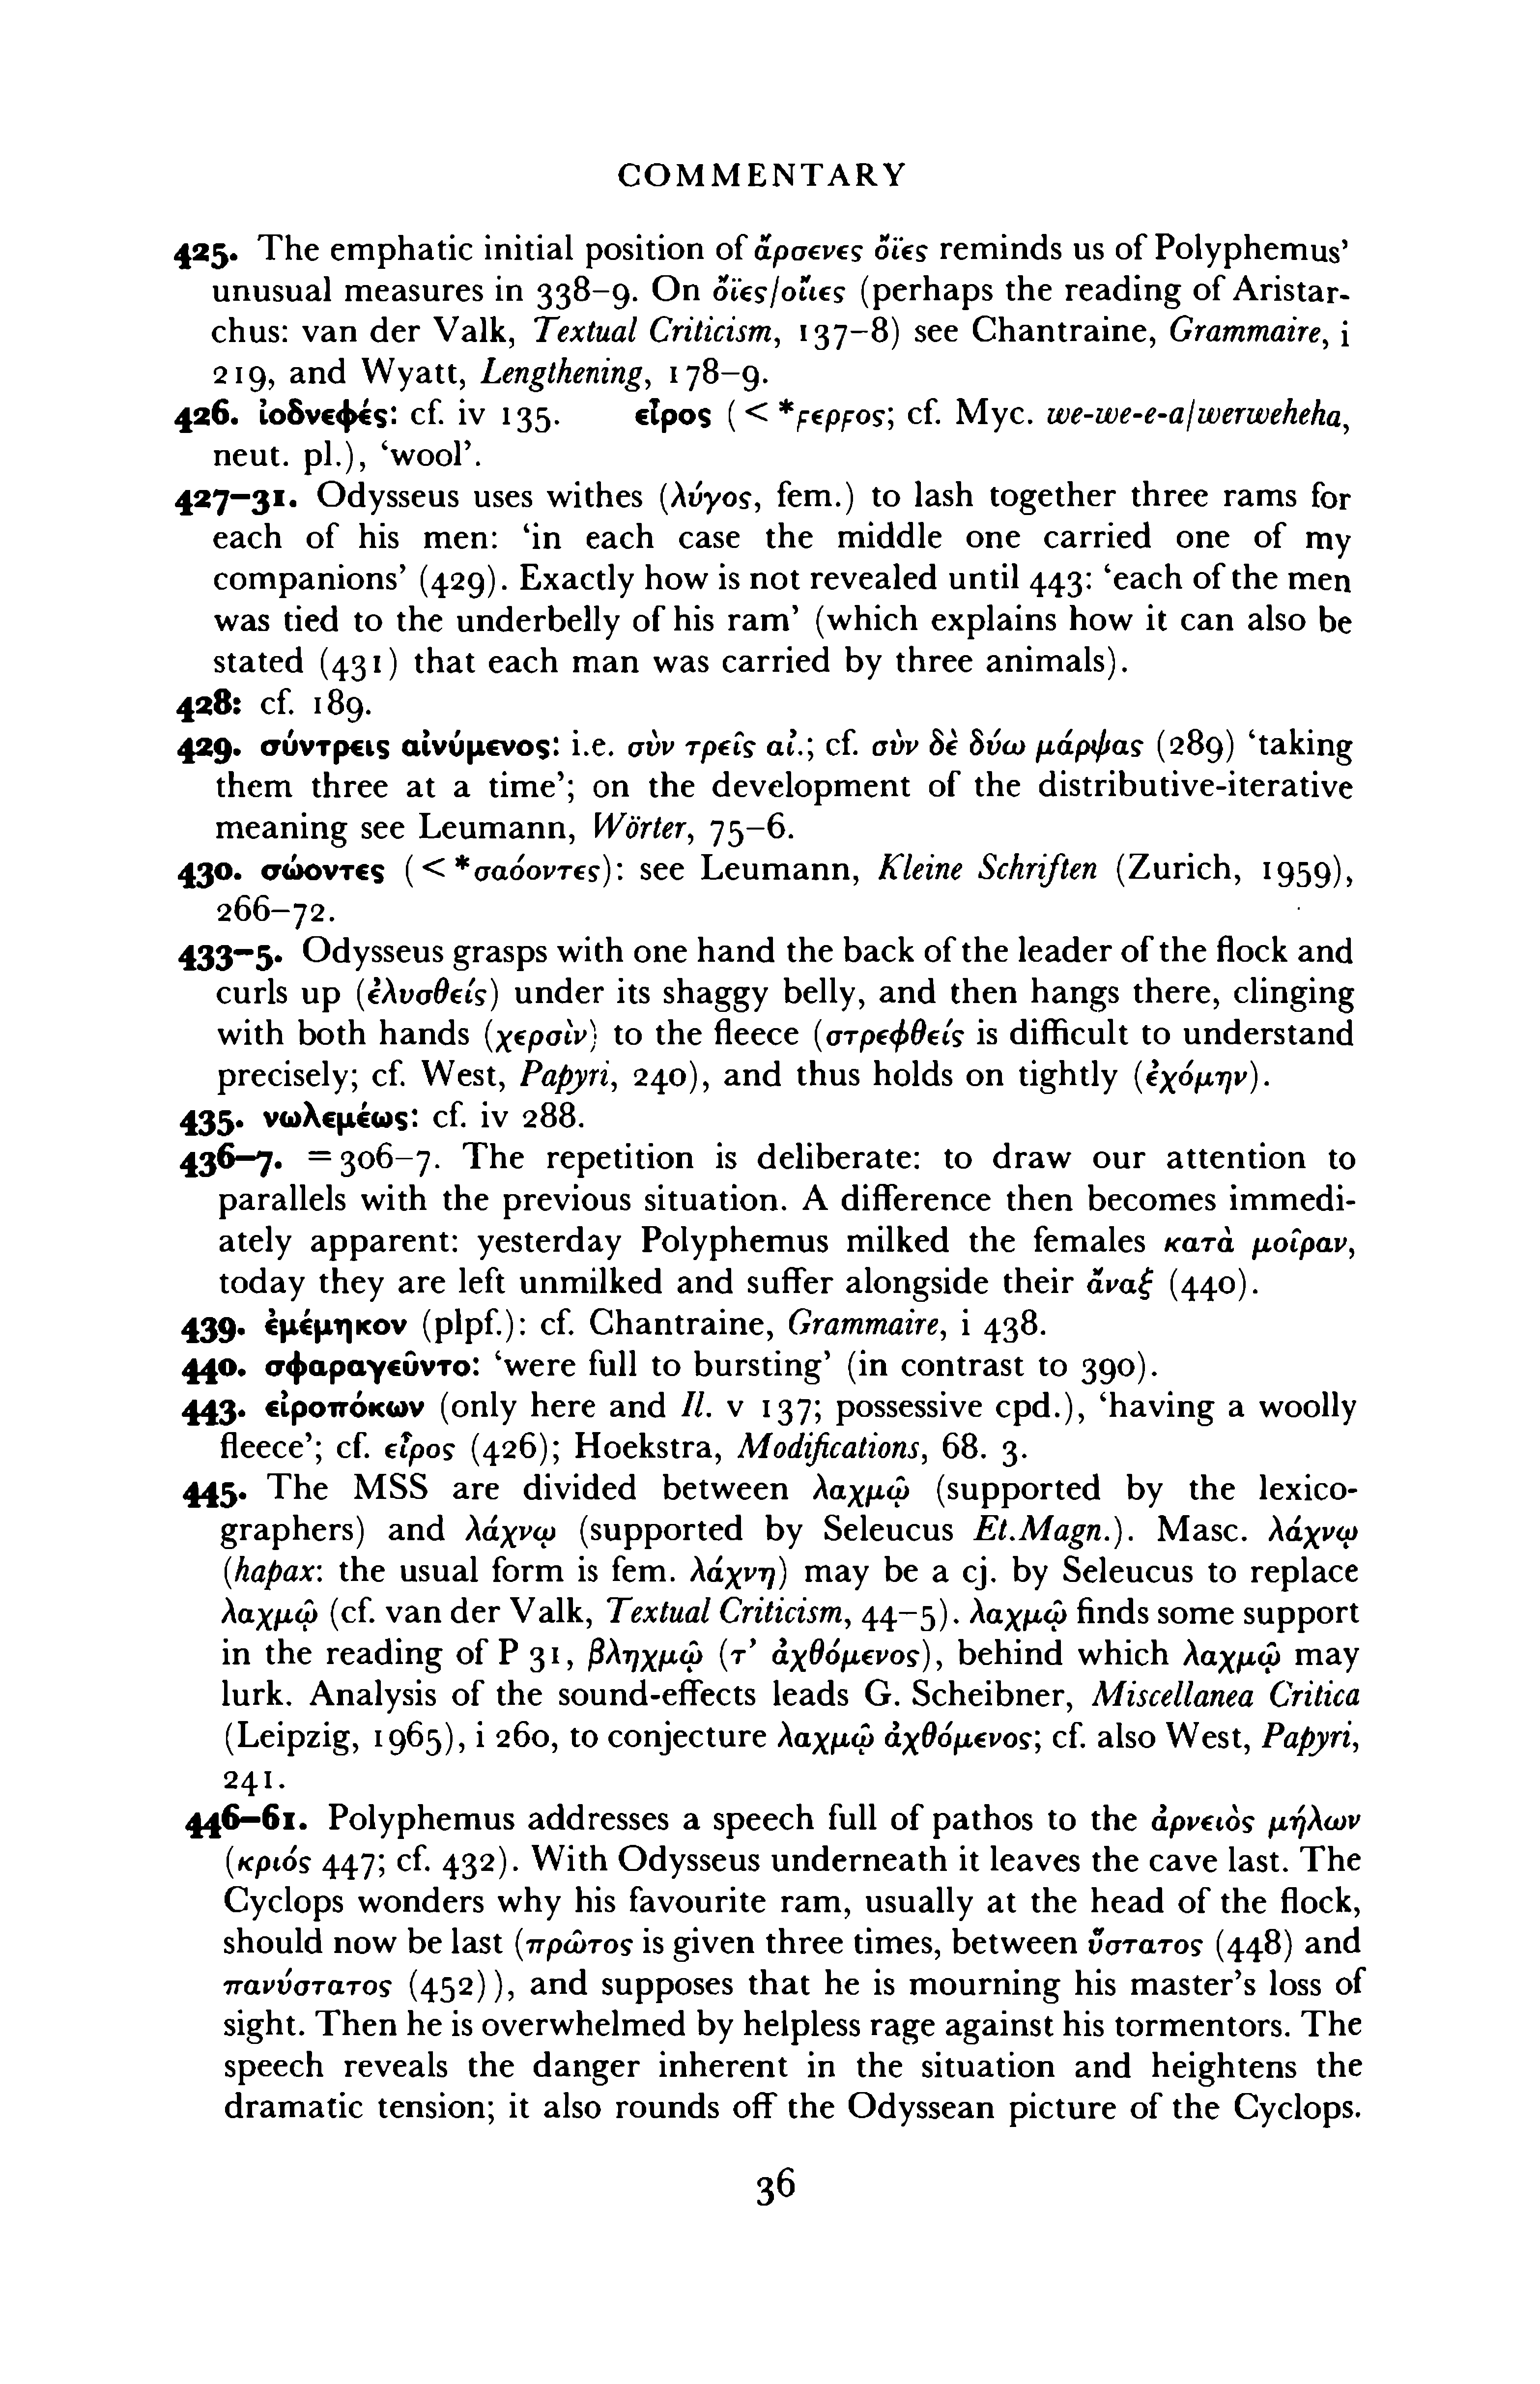 COMMENTARY
425. The emphatic initial position of ἄρσενες ὄϊες reminds us of Polyphemus’
unusual measures in 338–9. On ὄϊες/οὔιες (perhaps the reading of Aristar-
chus: van der Valk, Textual Criticism, 137–8) see Chantraine, Grammaire, i
219, and Wyatt, Lengthening, 178–9.
426. ἰοδνεφές: cf. iv 135. εἶρος (< *ϝερϝος; cf. Myc. we-we-e-a/werweheha,
neut. pl.), ‘wool’.
427–31. Odysseus uses withes (λύγος, fem.) to lash together three rams for
each of his men: ‘in each case the middle one carried one of my
companions’ (429). Exactly how is not revealed until 443: ‘each of the men
was tied to the underbelly of his ram’ (which explains how it can also be
stated (431) that each man was carried by three animals).
428: cf. 189.
429. σύντρεις αἰνύμενος: i.e. σὺν τρεῖς αἰ.; cf. σὺν δὲ δύω μάρψας (289) ‘taking
them three at a time’; on the development of the distributive-iterative
meaning see Leumann, Wörter, 75–6.
430. σώοντες (< *σαόοντες): see Leumann, Kleine Schriften (Zurich, 1959),
266–72.
433–5. Odysseus grasps with one hand the back of the leader of the flock and
curls up (ἐλυσθείς) under its shaggy belly, and then hangs there, clinging
with both hands (χερσὶν) to the fleece (στρεφθείς is difficult to understand
precisely; cf. West, Papyri, 240), and thus holds on tightly (ἐχόμην).
435. νωλεμέως: cf. iv 288.
436–7. = 306–7. The repetition is deliberate: to draw our attention to
parallels with the previous situation. A difference then becomes immedi-
ately apparent: yesterday Polyphemus milked the females κατὰ μοῖραν,
today they are left unmilked and suffer alongside their ἄναξ (440).
439. ἐμέμηκον (plpf.): cf. Chantraine, Grammaire, i 438.
440. σφαραγεῦντο: ‘were full to bursting’ (in contrast to 390).
443. εἰροπόκων (only here and Il. v 137; possessive cpd.), ‘having a woolly
fleece’; cf. εἶρος (426); Hoekstra, Modifications, 68. 3.
445. The MSS are divided between λαχμῷ (supported by the lexico-
graphers) and λάχνῳ (supported by Seleucus Et.Magn.). Masc. λάχνῳ
(hapax: the usual form is fem. λάχνη) may be a cj. by Seleucus to replace
λαχμῷ (cf. van der Valk, Textual Criticism, 44–5). λαχμῷ finds some support
in the reading of P 31, βληχμῷ (τ’ ἀχθόμενος), behind which λαχμῷ may
lurk. Analysis of the sound-effects leads G. Scheibner, Miscellanea Critica
(Leipzig, 1965), i 260, to conjecture λαχμῷ ἀχθόμενος; cf. also West, Papyri,
241.
446–61. Polyphemus addresses a speech full of pathos to the ἀρνειὸς μήλων
(κριός 447; cf. 432). With Odysseus underneath it leaves the cave last. The
Cyclops wonders why his favourite ram, usually at the head of the flock,
should now be last (πρῶτος is given three times, between ὕστατος (448) and
πανύστατος (452)), and supposes that he is mourning his master’s loss of
sight. Then he is overwhelmed by helpless rage against his tormentors. The
speech reveals the danger inherent in the situation and heightens the
dramatic tension; it also rounds off the Odyssean picture of the Cyclops.
36